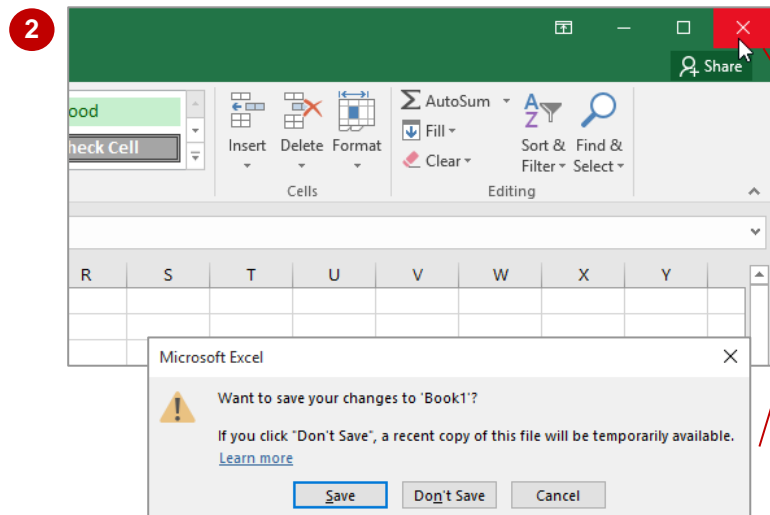 2
Share
ood
heck Cell
Insert Delete Format
Cells
AutoSum
Fill
Clear
A
Z
Sort &
Filter
Find &
Select
Editing
R S T U V W X Y
Microsoft Excel
Want to save your changes to 'Book1'?
If you click "Don't Save", a recent copy of this file will be temporarily available.
Learn more
Save Don't Save Cancel